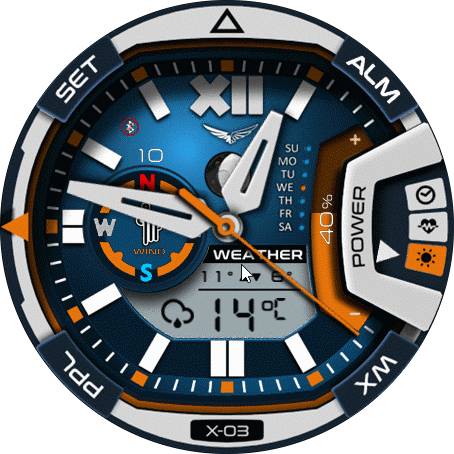 SET
ALM
XII
10
SU
MO
TU
WE
TH
FR
SA
N
W
S
WIND
40%
POWER
+
−
WEATHER
11° ▼ 6°
14°C
PPL
WX
X-03